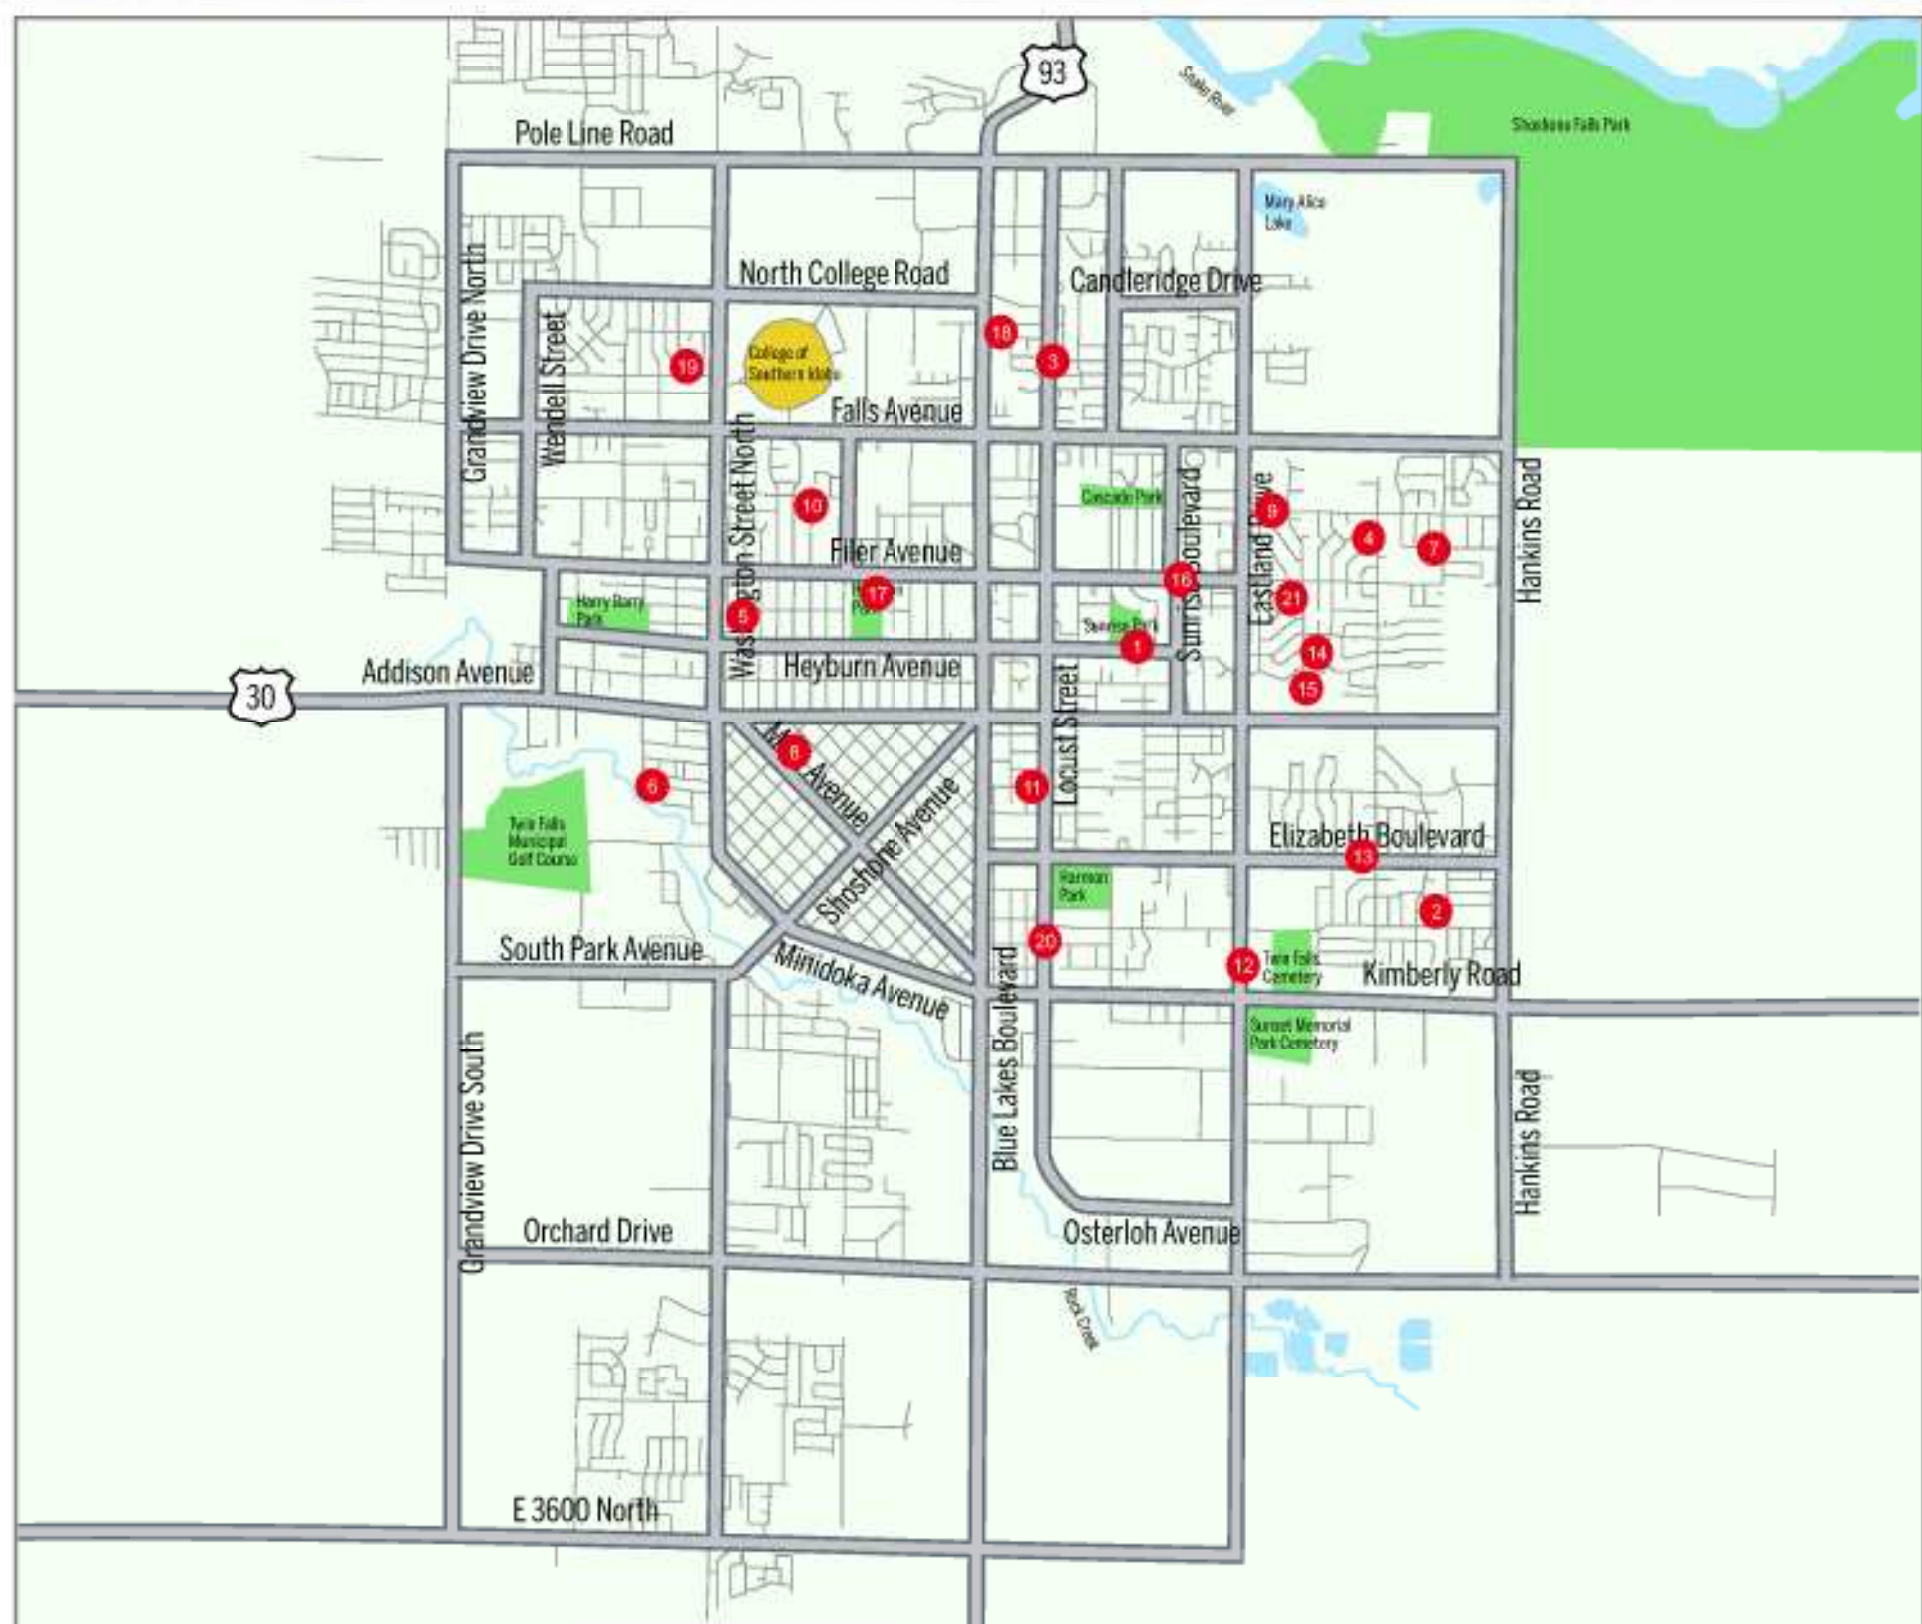 93
Snake River
Shoshone Falls Park
Pole Line Road
Mary Alice
Lake
North College Road
Candleridge Drive
Grandview Drive North
Wendell Street
18
3
19
College of
Southern Idaho
Falls Avenue
Washington Street North
Cascade Park
Sunrise Boulevard
Eastland Drive
Hankins Road
10
9
4
7
Filer Avenue
16
17
21
Harry Barry
Park
5
Sunrise Park
1
14
15
Addison Avenue
Heyburn Avenue
30
Locust Street
8
Avenue
6
11
Shoshone Avenue
Twin Falls
Municipal
Golf Course
Elizabeth Boulevard
13
Harmon
Park
2
20
South Park Avenue
Minidoka Avenue
12
Twin Falls
Cemetery
Kimberly Road
Blue Lakes Boulevard
Sunset Memorial
Park Cemetery
Grandview Drive South
Hankins Road
Orchard Drive
Osterloh Avenue
Rock Creek
E 3600 North